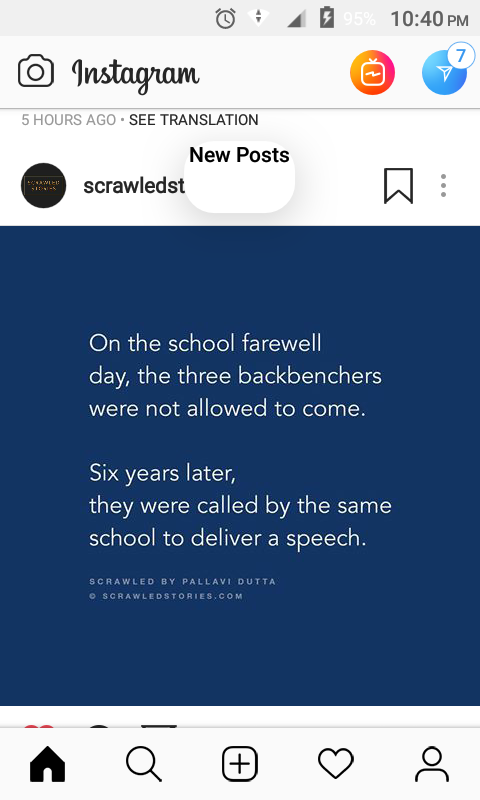 95% 10:40 PM
Instagram
7
5 HOURS AGO • SEE TRANSLATION
New Posts
SCRAWLED
STORIES
scrawledst
On the school farewell
day, the three backbenchers
were not allowed to come.
Six years later,
they were called by the same
school to deliver a speech.
SCRAWLED BY PALLAVI DUTTA
© SCRAWLEDSTORIES.COM